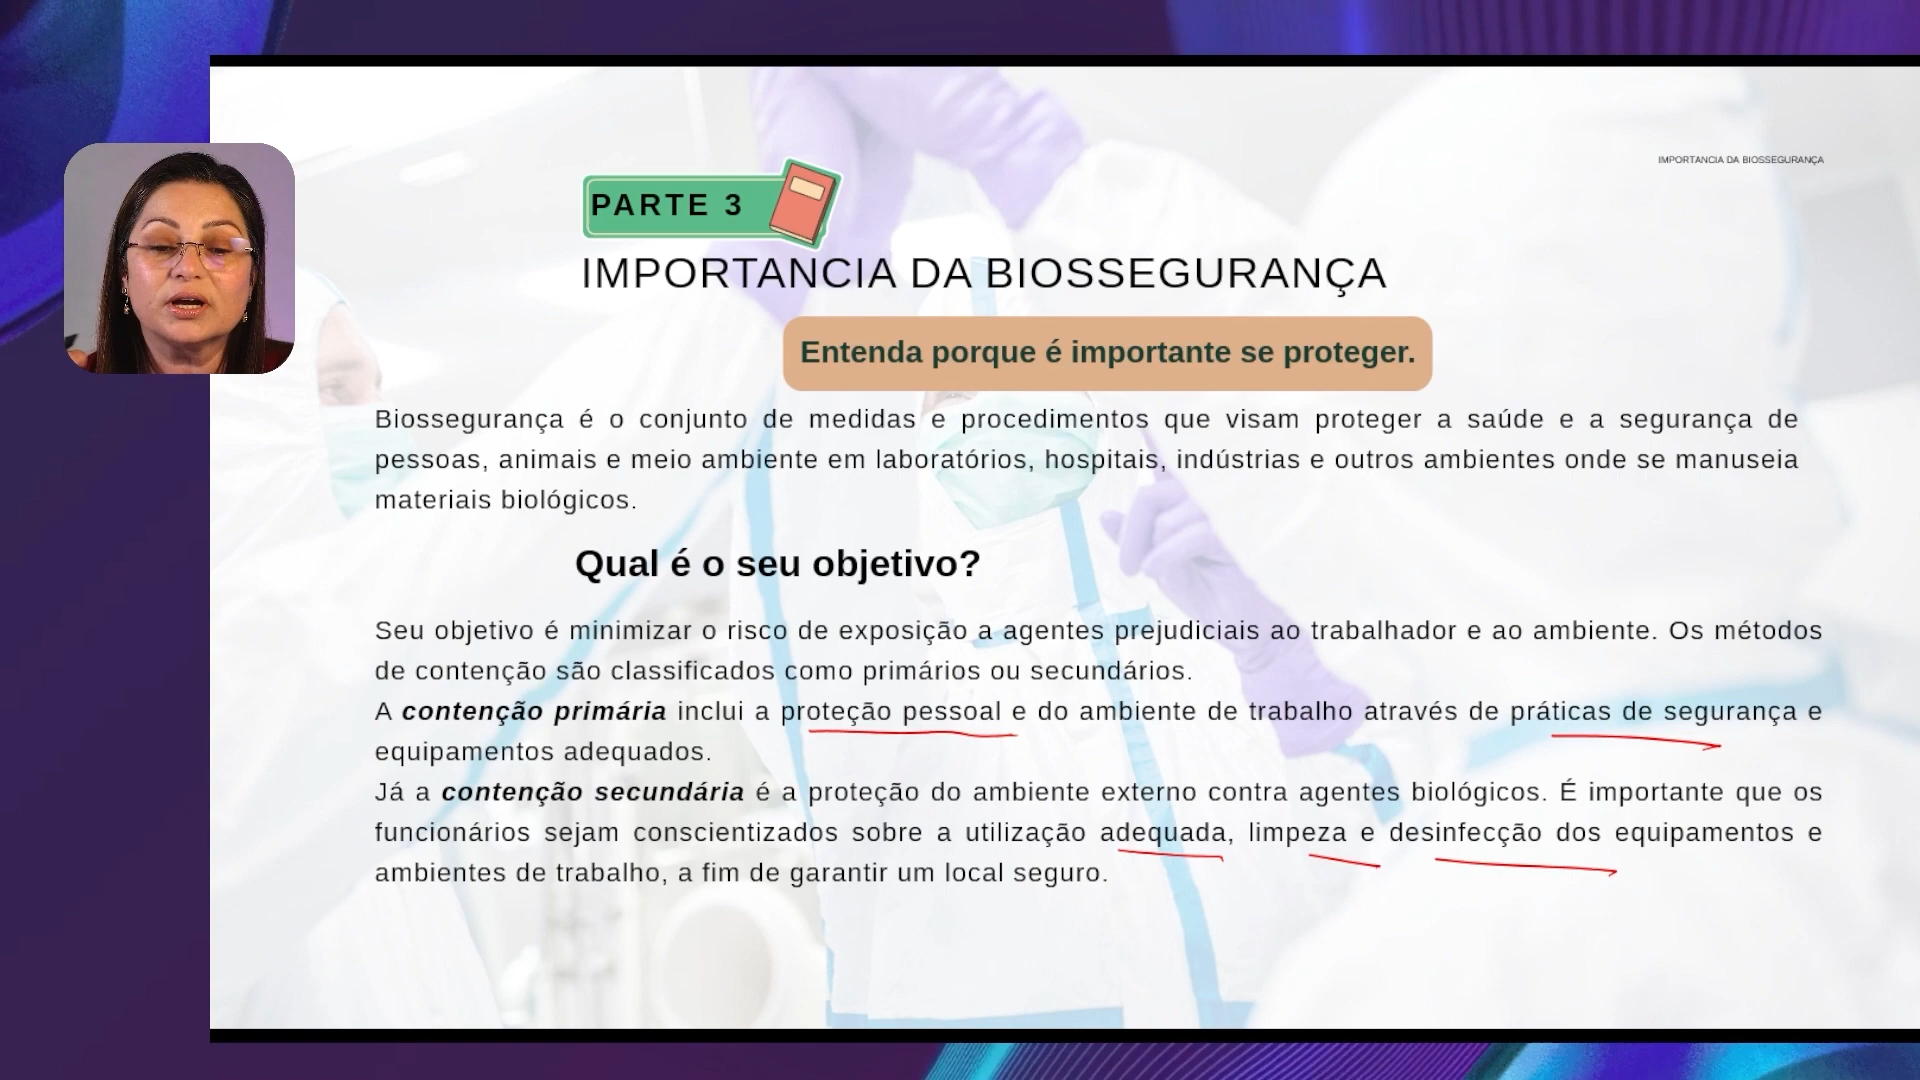 IMPORTANCIA DA BIOSSEGURANÇA
PARTE 3
IMPORTANCIA DA BIOSSEGURANÇA
Entenda porque é importante se proteger.
Biossegurança é o conjunto de medidas e procedimentos que visam proteger a saúde e a segurança de
pessoas, animais e meio ambiente em laboratórios, hospitais, indústrias e outros ambientes onde se manuseia
materiais biológicos.
Qual é o seu objetivo?
Seu objetivo é minimizar o risco de exposição a agentes prejudiciais ao trabalhador e ao ambiente. Os métodos
de contenção são classificados como primários ou secundários.
A contenção primária inclui a proteção pessoal e do ambiente de trabalho através de práticas de segurança e
equipamentos adequados.
Já a contenção secundária é a proteção do ambiente externo contra agentes biológicos. É importante que os
funcionários sejam conscientizados sobre a utilização adequada, limpeza e desinfecção dos equipamentos e
ambientes de trabalho, a fim de garantir um local seguro.